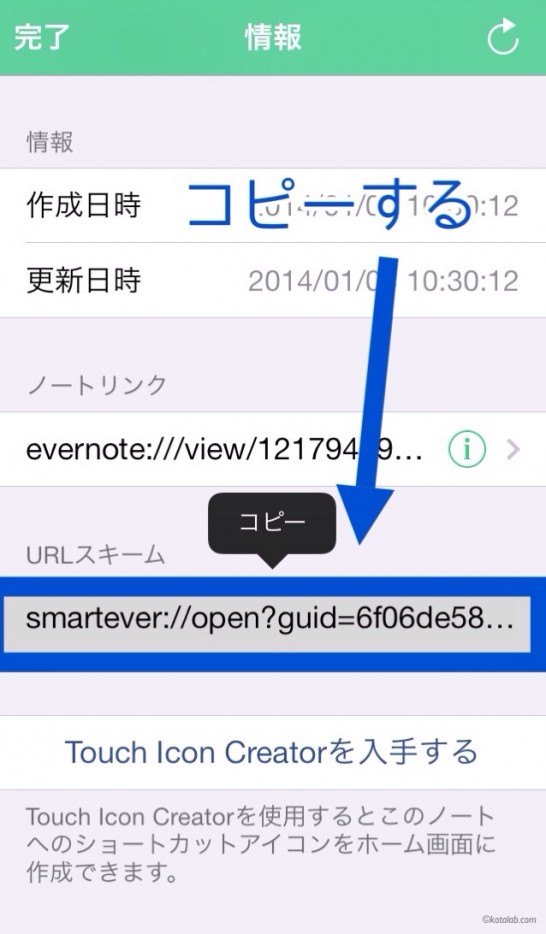 完了 情報
情報
作成日時
コピーする
更新日時 2014/01/0 10:30:12
ノートリンク
evernote:///view/121794 9...
コピー
URLスキーム
smartever://open?guid=6f06de58...
Touch Icon Creatorを入手する
Touch Icon Creatorを使用するとこのノート
へのショートカットアイコンをホーム画面に
作成できます。
©kotalab.com